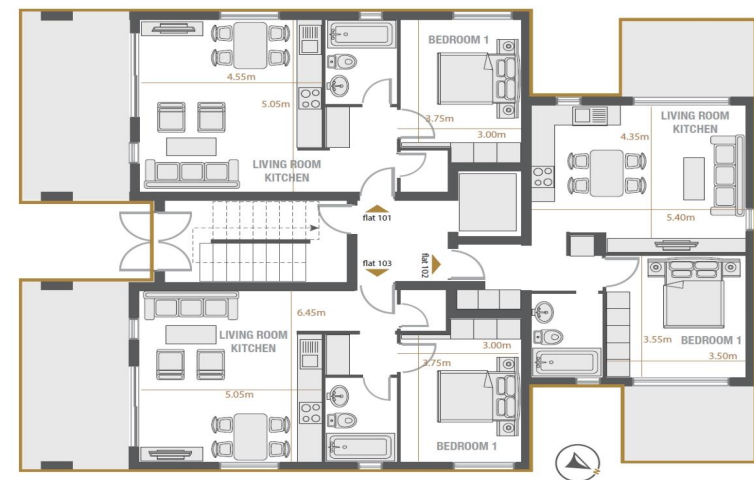 BEDROOM 1
4.55m
5.05m
3.75m
3.00m
LIVING ROOM
KITCHEN
LIVING ROOM
KITCHEN
4.35m
5.40m
flat 101
flat 103
flat 102
6.45m
LIVING ROOM
KITCHEN
5.05m
3.00m
3.75m
BEDROOM 1
3.55m
BEDROOM 1
3.50m
N